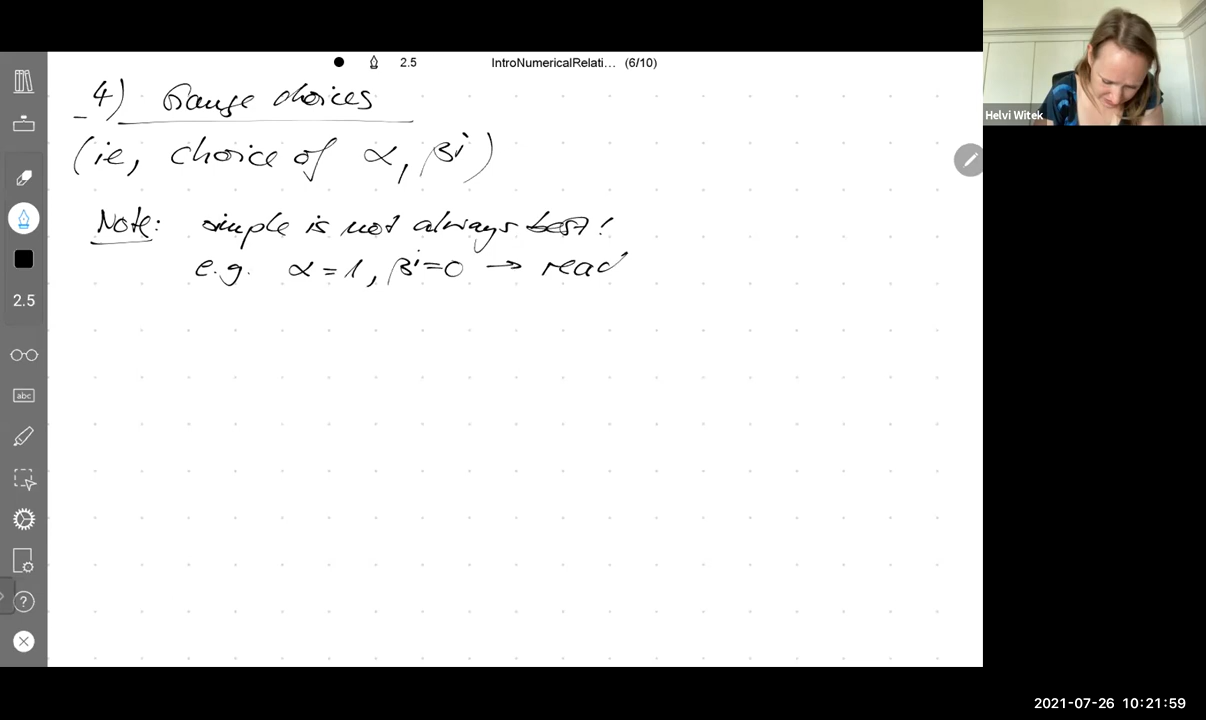 2.5 IntroNumericalRelati... (6/10)
4) Gauge choices
(ie, choice of α, βⁱ)
Note: simple is not always best!
e.g. α = 1, βⁱ = 0 → read
2.5
abc
?
Helvi Witek
2021-07-26 10:21:59